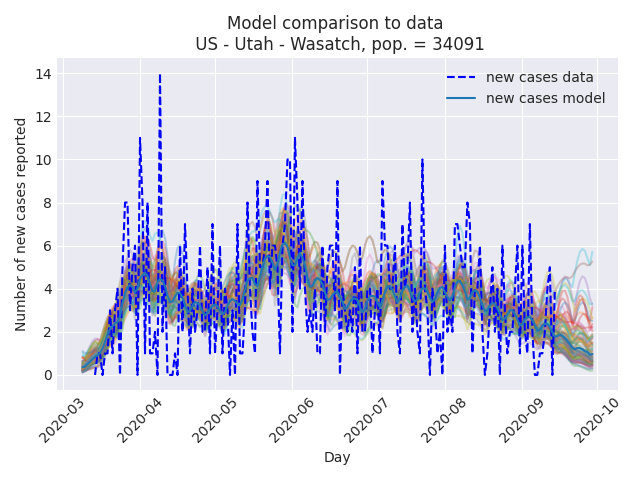 Model comparison to data
US - Utah - Wasatch, pop. = 34091
new cases data
new cases model
Number of new cases reported
14
12
10
8
6
4
2
0
2020-03
2020-04
2020-05
2020-06
2020-07
2020-08
2020-09
2020-10
Day